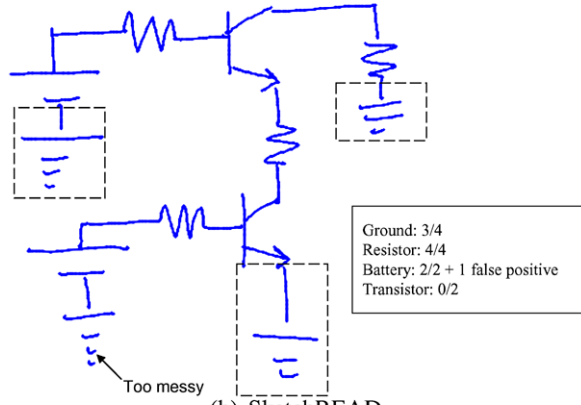 Ground: 3/4
Resistor: 4/4
Battery: 2/2 + 1 false positive
Transistor: 0/2
Too messy